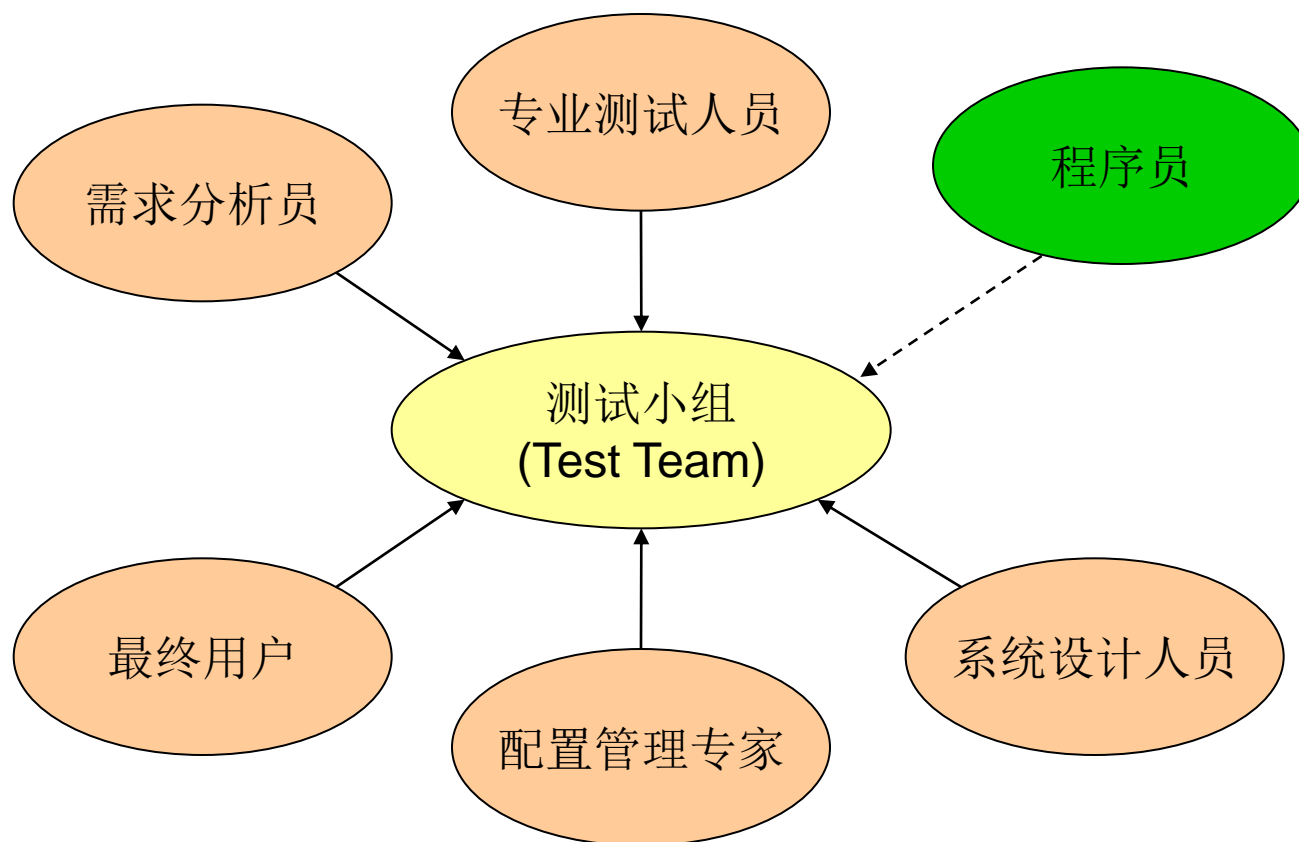 专业测试人员
程序员
需求分析员
测试小组
(Test Team)
最终用户
系统设计人员
配置管理专家